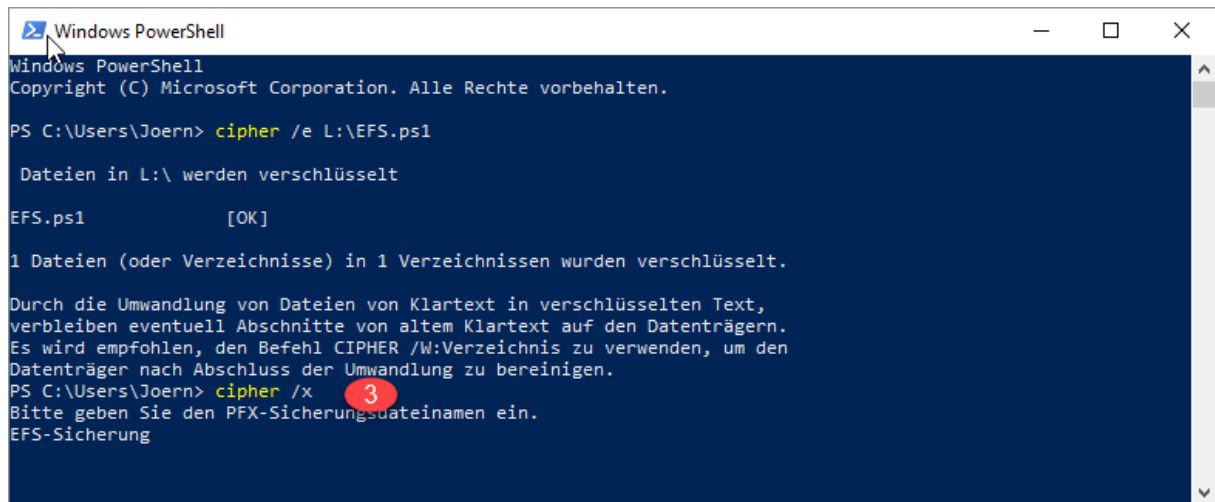 Windows PowerShell
Windows PowerShell
Copyright (C) Microsoft Corporation. Alle Rechte vorbehalten.
PS C:\Users\Joern> cipher /e L:\EFS.ps1
Dateien in L:\ werden verschlüsselt
EFS.ps1 [OK]
1 Dateien (oder Verzeichnisse) in 1 Verzeichnissen wurden verschlüsselt.
Durch die Umwandlung von Dateien von Klartext in verschlüsselten Text,
verbleiben eventuell Abschnitte von altem Klartext auf den Datenträgern.
Es wird empfohlen, den Befehl CIPHER /W:Verzeichnis zu verwenden, um den
Datenträger nach Abschluss der Umwandlung zu bereinigen.
PS C:\Users\Joern> cipher /x 3
Bitte geben Sie den PFX-Sicherungsdateinamen ein.
EFS-Sicherung